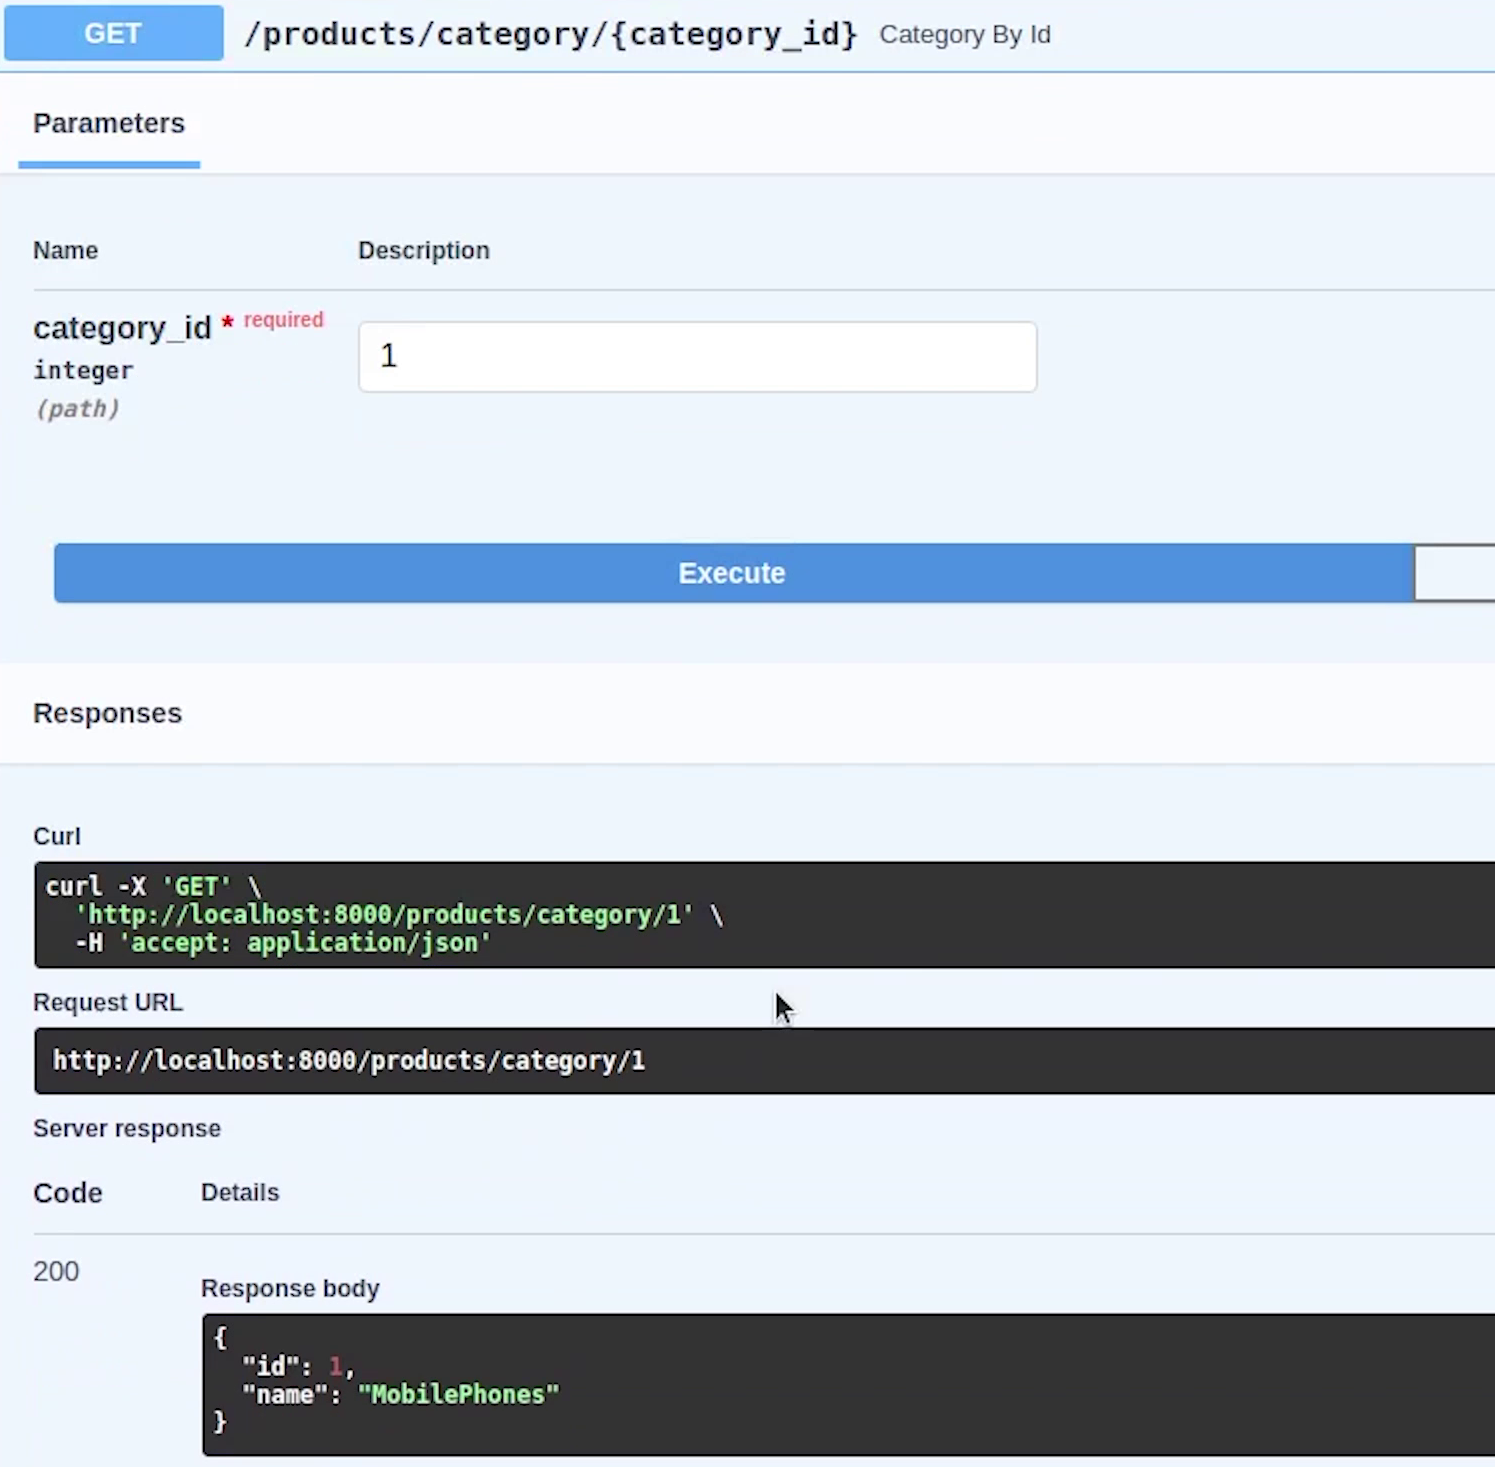 GET /products/category/{category_id} Category By Id
Parameters
Name Description
category_id * required
1
integer
(path)
Execute
Responses
Curl
curl -X 'GET' \
'http://localhost:8000/products/category/1' \
-H 'accept: application/json'
Request URL
http://localhost:8000/products/category/1
Server response
Code Details
200
Response body
{
"id": 1,
"name": "MobilePhones"
}